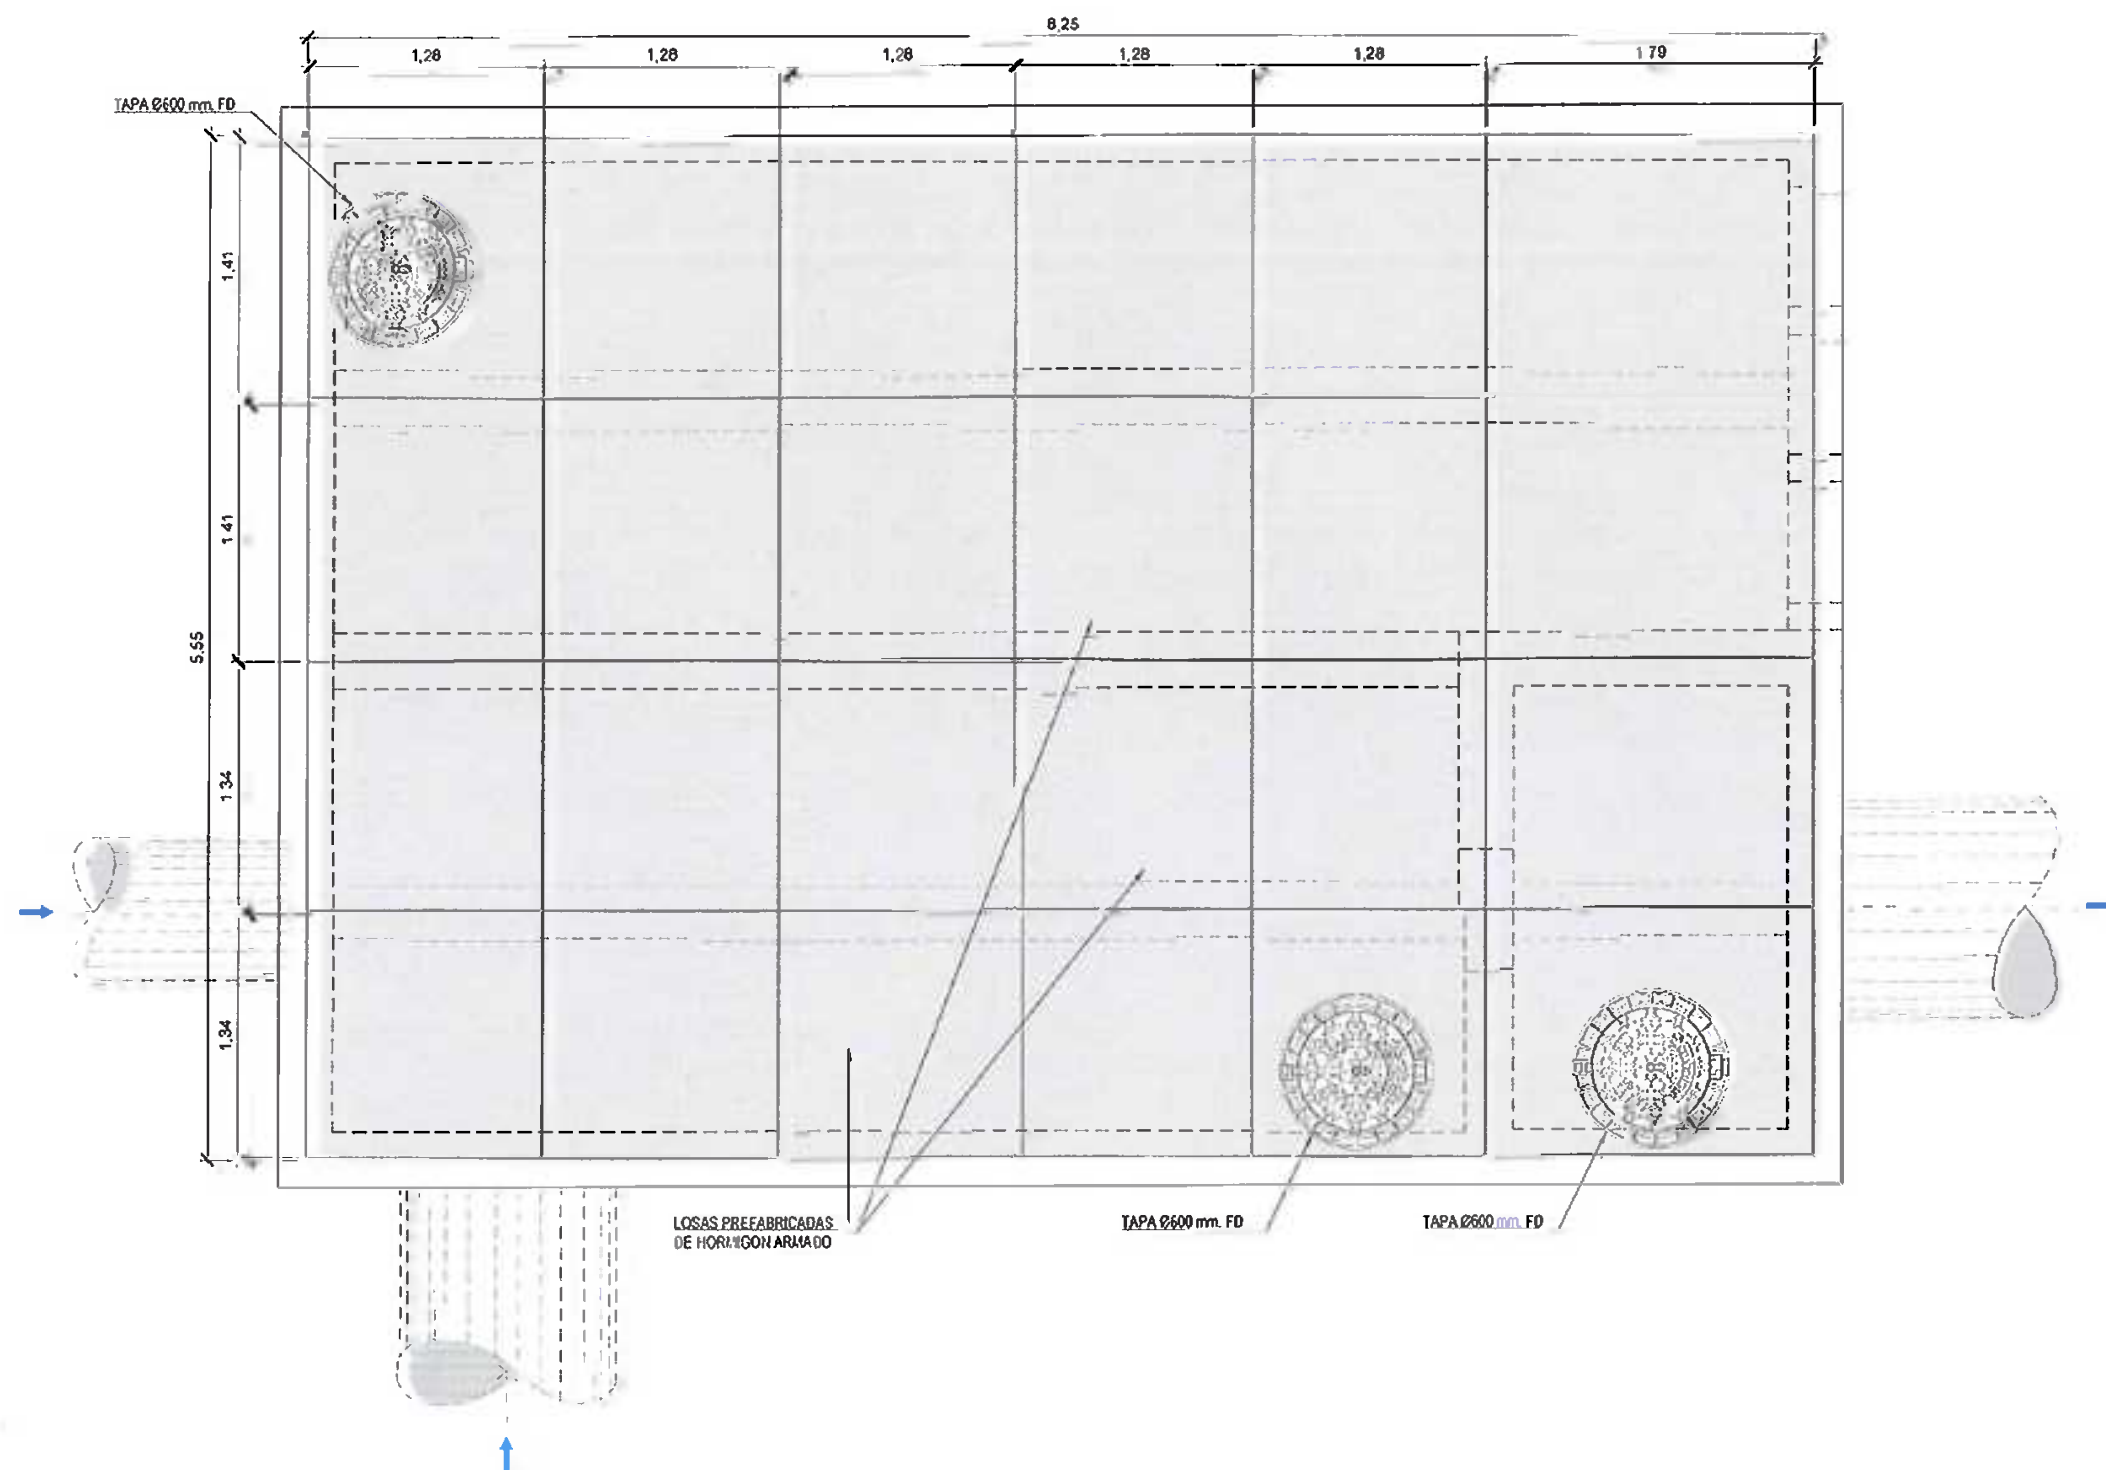 8,25
1,28
1,28
1,28
1,28
1,28
1 79
TAPA Ø600 mm. FD
1,41
1 41
5,55
1 34
1,34
LOSAS PREFABRICADAS
DE HORMIGON ARMADO
TAPA Ø600 mm. FD
TAPA Ø600 mm. FD